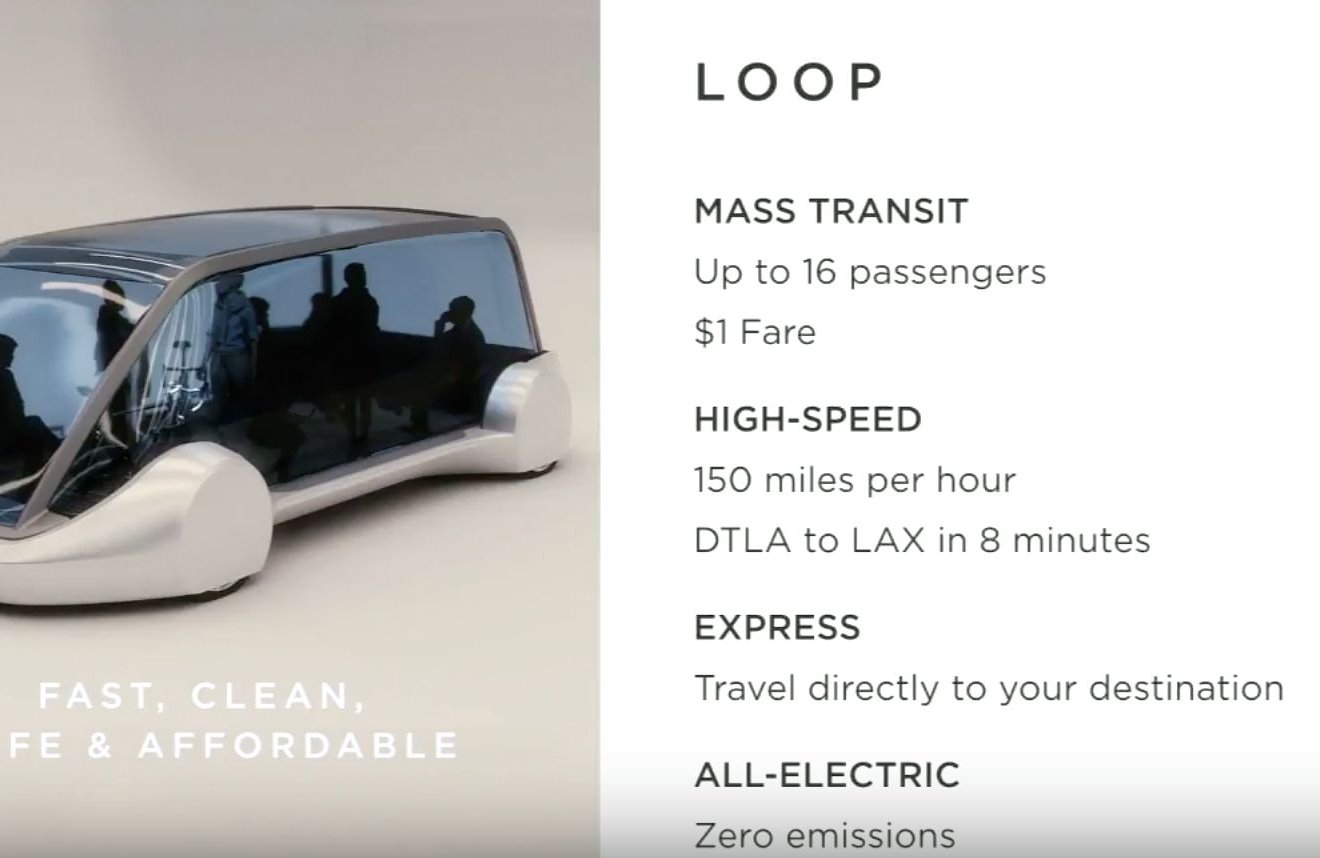 LOOP
MASS TRANSIT
Up to 16 passengers
$1 Fare
HIGH-SPEED
150 miles per hour
DTLA to LAX in 8 minutes
EXPRESS
Travel directly to your destination
ALL-ELECTRIC
Zero emissions
FAST, CLEAN,
FE & AFFORDABLE